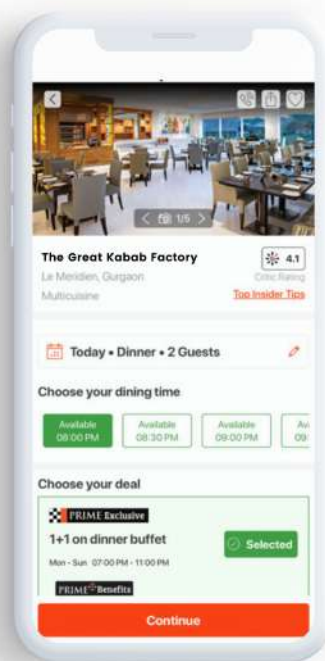 1/5
The Great Kabab Factory
4.1
Le Meridien, Gurgaon
Critic Rating
Multicuisine
Top Insider Tips
Today • Dinner • 2 Guests
Choose your dining time
Available Available Available
08:00 PM 08:30 PM 09:00 PM 09:
Choose your deal
PRIME Exclusive
1+1 on dinner buffet
Selected
Mon - Sun 07:00 PM - 11:00 PM
PRIME Benefits
Continue